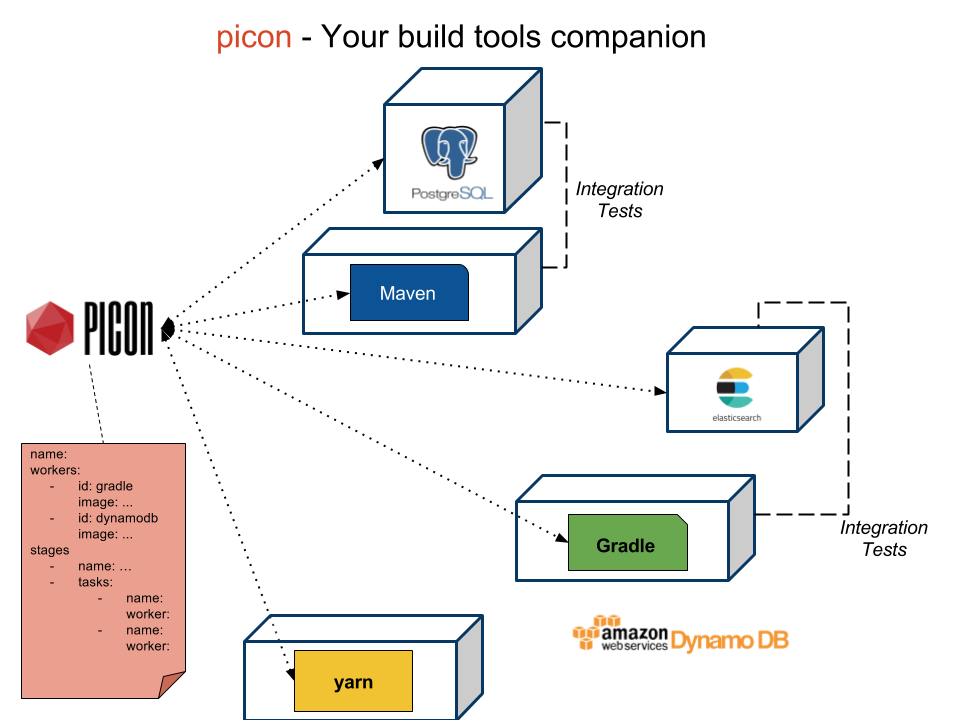 picon - Your build tools companion
PostgreSQL
Integration
Tests
Maven
PICON
elasticsearch
name:
workers:
- id: gradle
image: ...
- id: dynamodb
image: ...
stages
- name: …
- tasks:
- name:
worker:
- name:
worker:
Gradle
Integration
Tests
amazon
webservices
Dynamo DB
yarn